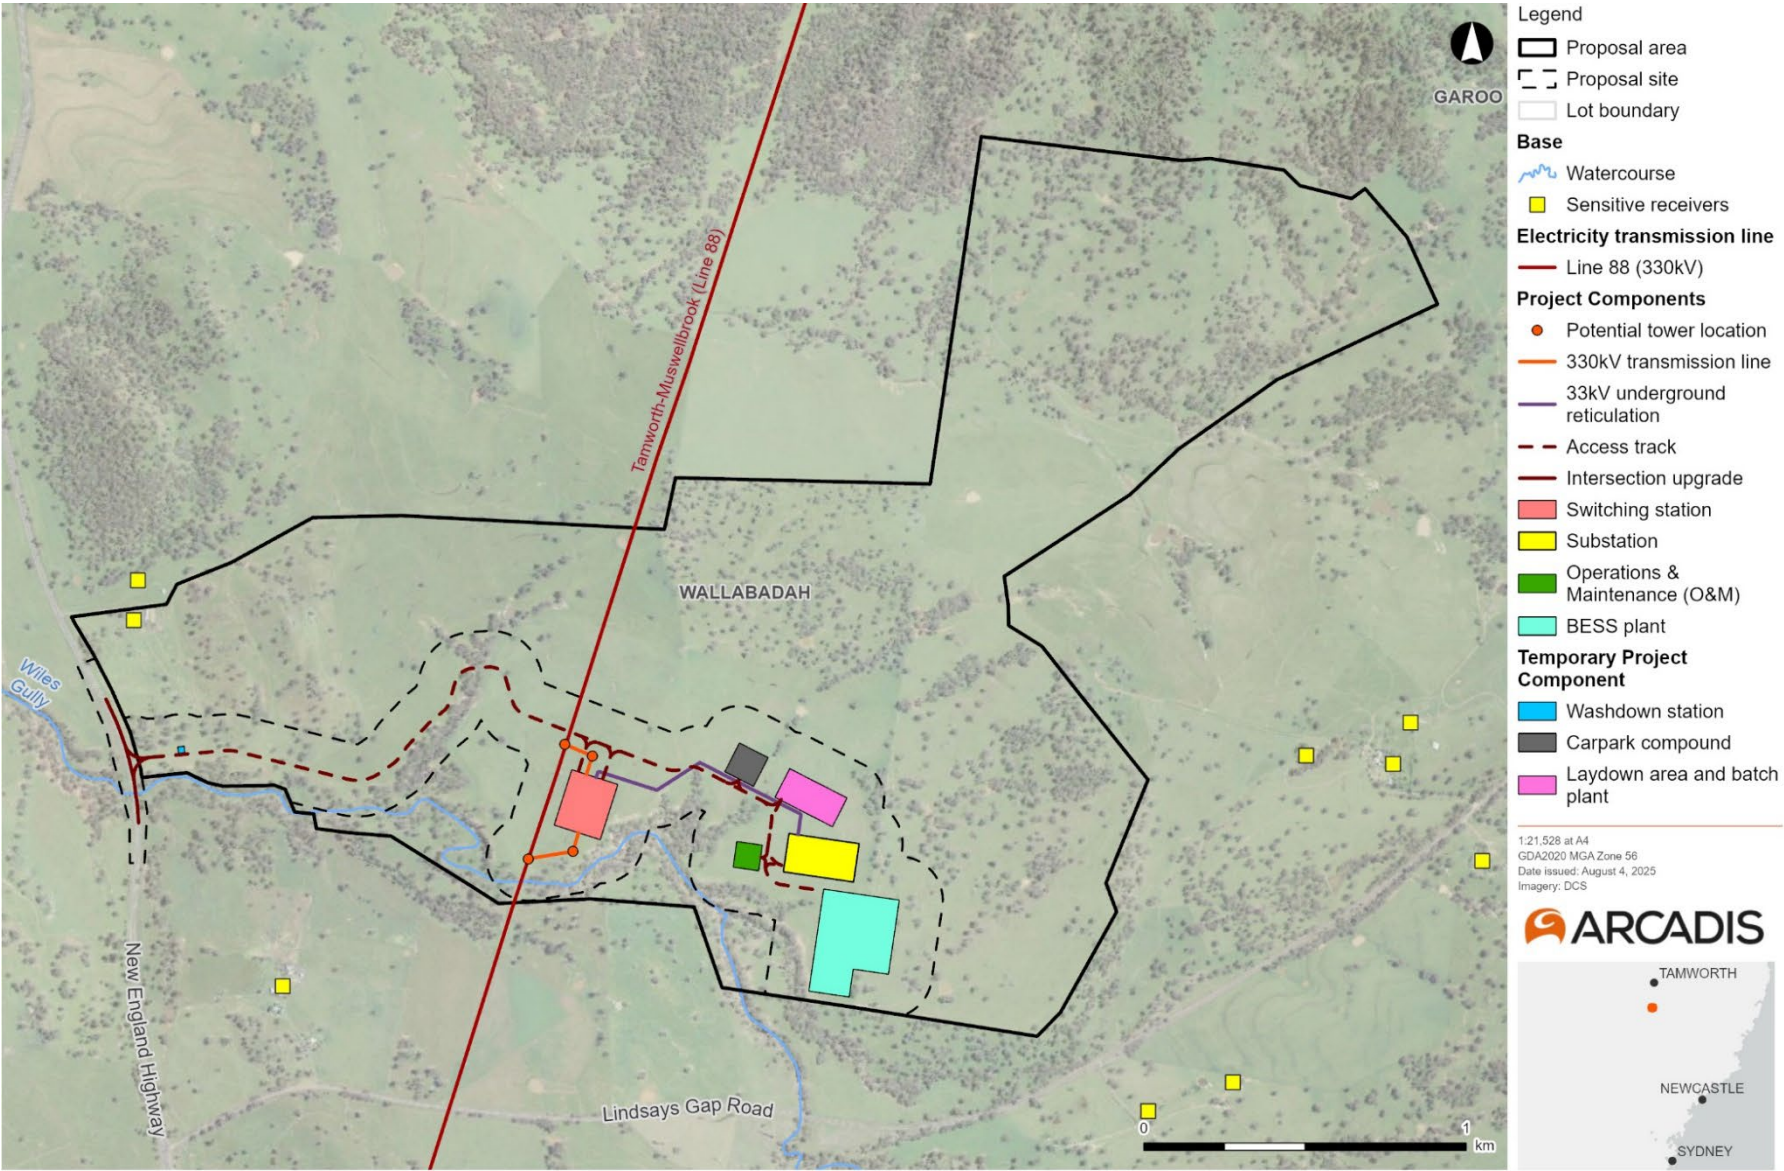 GAROO
Tamworth-Muswellbrook (Line 88)
WALLABADAH
Wiles
Gully
New England Highway
Lindsays Gap Road
0
1
km
Legend
Proposal area
Proposal site
Lot boundary
Base
Watercourse
Sensitive receivers
Electricity transmission line
Line 88 (330kV)
Project Components
Potential tower location
330kV transmission line
33kV underground
reticulation
Access track
Intersection upgrade
Switching station
Substation
Operations &
Maintenance (O&M)
BESS plant
Temporary Project
Component
Washdown station
Carpark compound
Laydown area and batch
plant
1:21,528 at A4
GDA2020 MGA Zone 56
Date issued: August 4, 2025
Imagery: DCS
ARCADIS
TAMWORTH
NEWCASTLE
SYDNEY